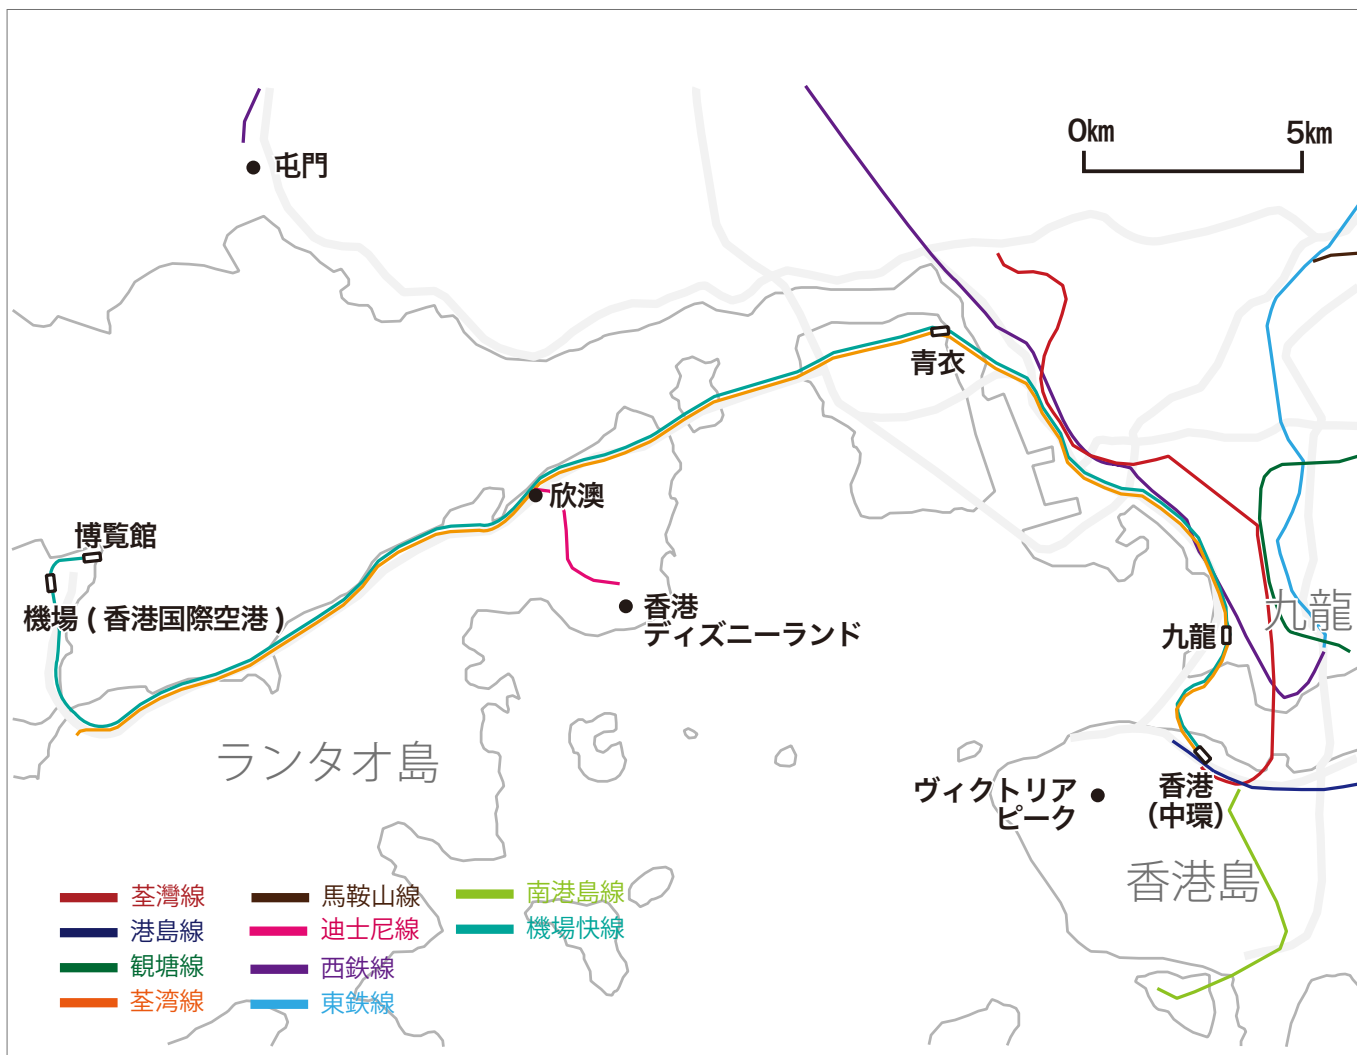 0km 5km
屯門
青衣
欣澳
博覧館
機場 ( 香港国際空港 )
香港
ディズニーランド
九龍
九龍
ランタオ島
ヴィクトリア
ピーク
香港
(中環)
香港島
荃灣線
港島線
観塘線
荃湾線
馬鞍山線
迪士尼線
西鉄線
東鉄線
南港島線
機場快線